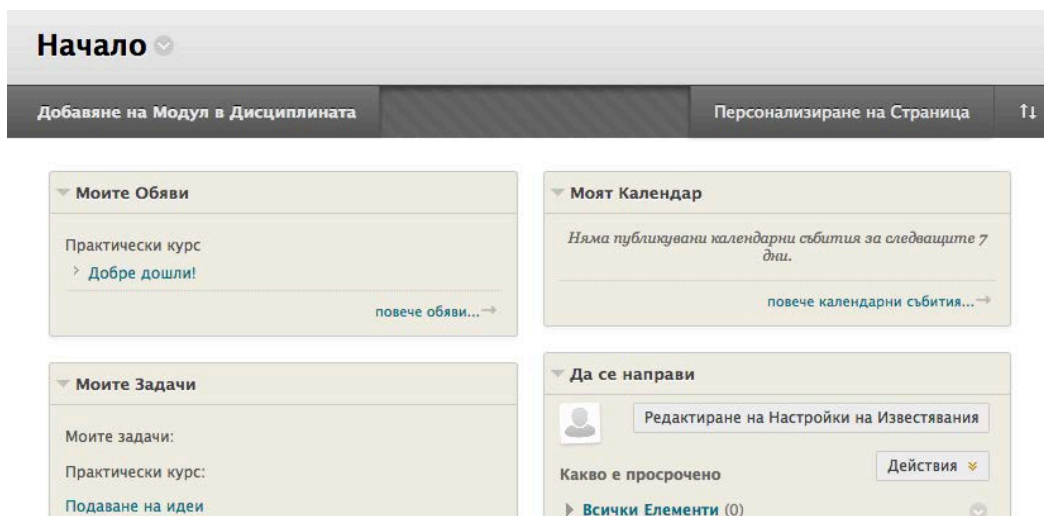 Начало
Добавяне на Модул в Дисциплината
Персонализиране на Страница
Моите Обяви
Практически курс
Добре дошли!
повече обяви...
Моите Задачи
Моите задачи:
Практически курс:
Подаване на идеи
Моят Календар
Няма публикувани календарни събития за следващите 7
дни.
повече календарни събития...
Да се направи
Редактиране на Настройки на Известявания
Действия
Какво е просрочено
Всички Елементи (0)